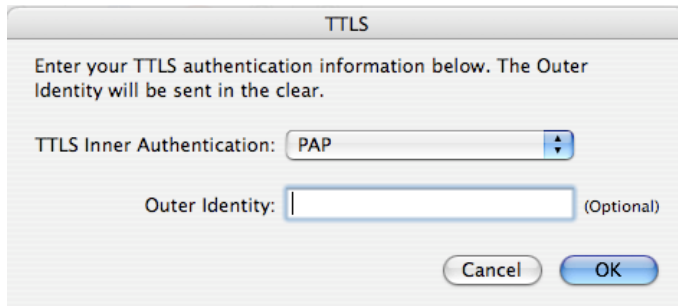 TTLS
Enter your TTLS authentication information below. The Outer
Identity will be sent in the clear.
TTLS Inner Authentication: PAP
Outer Identity: (Optional)
Cancel OK